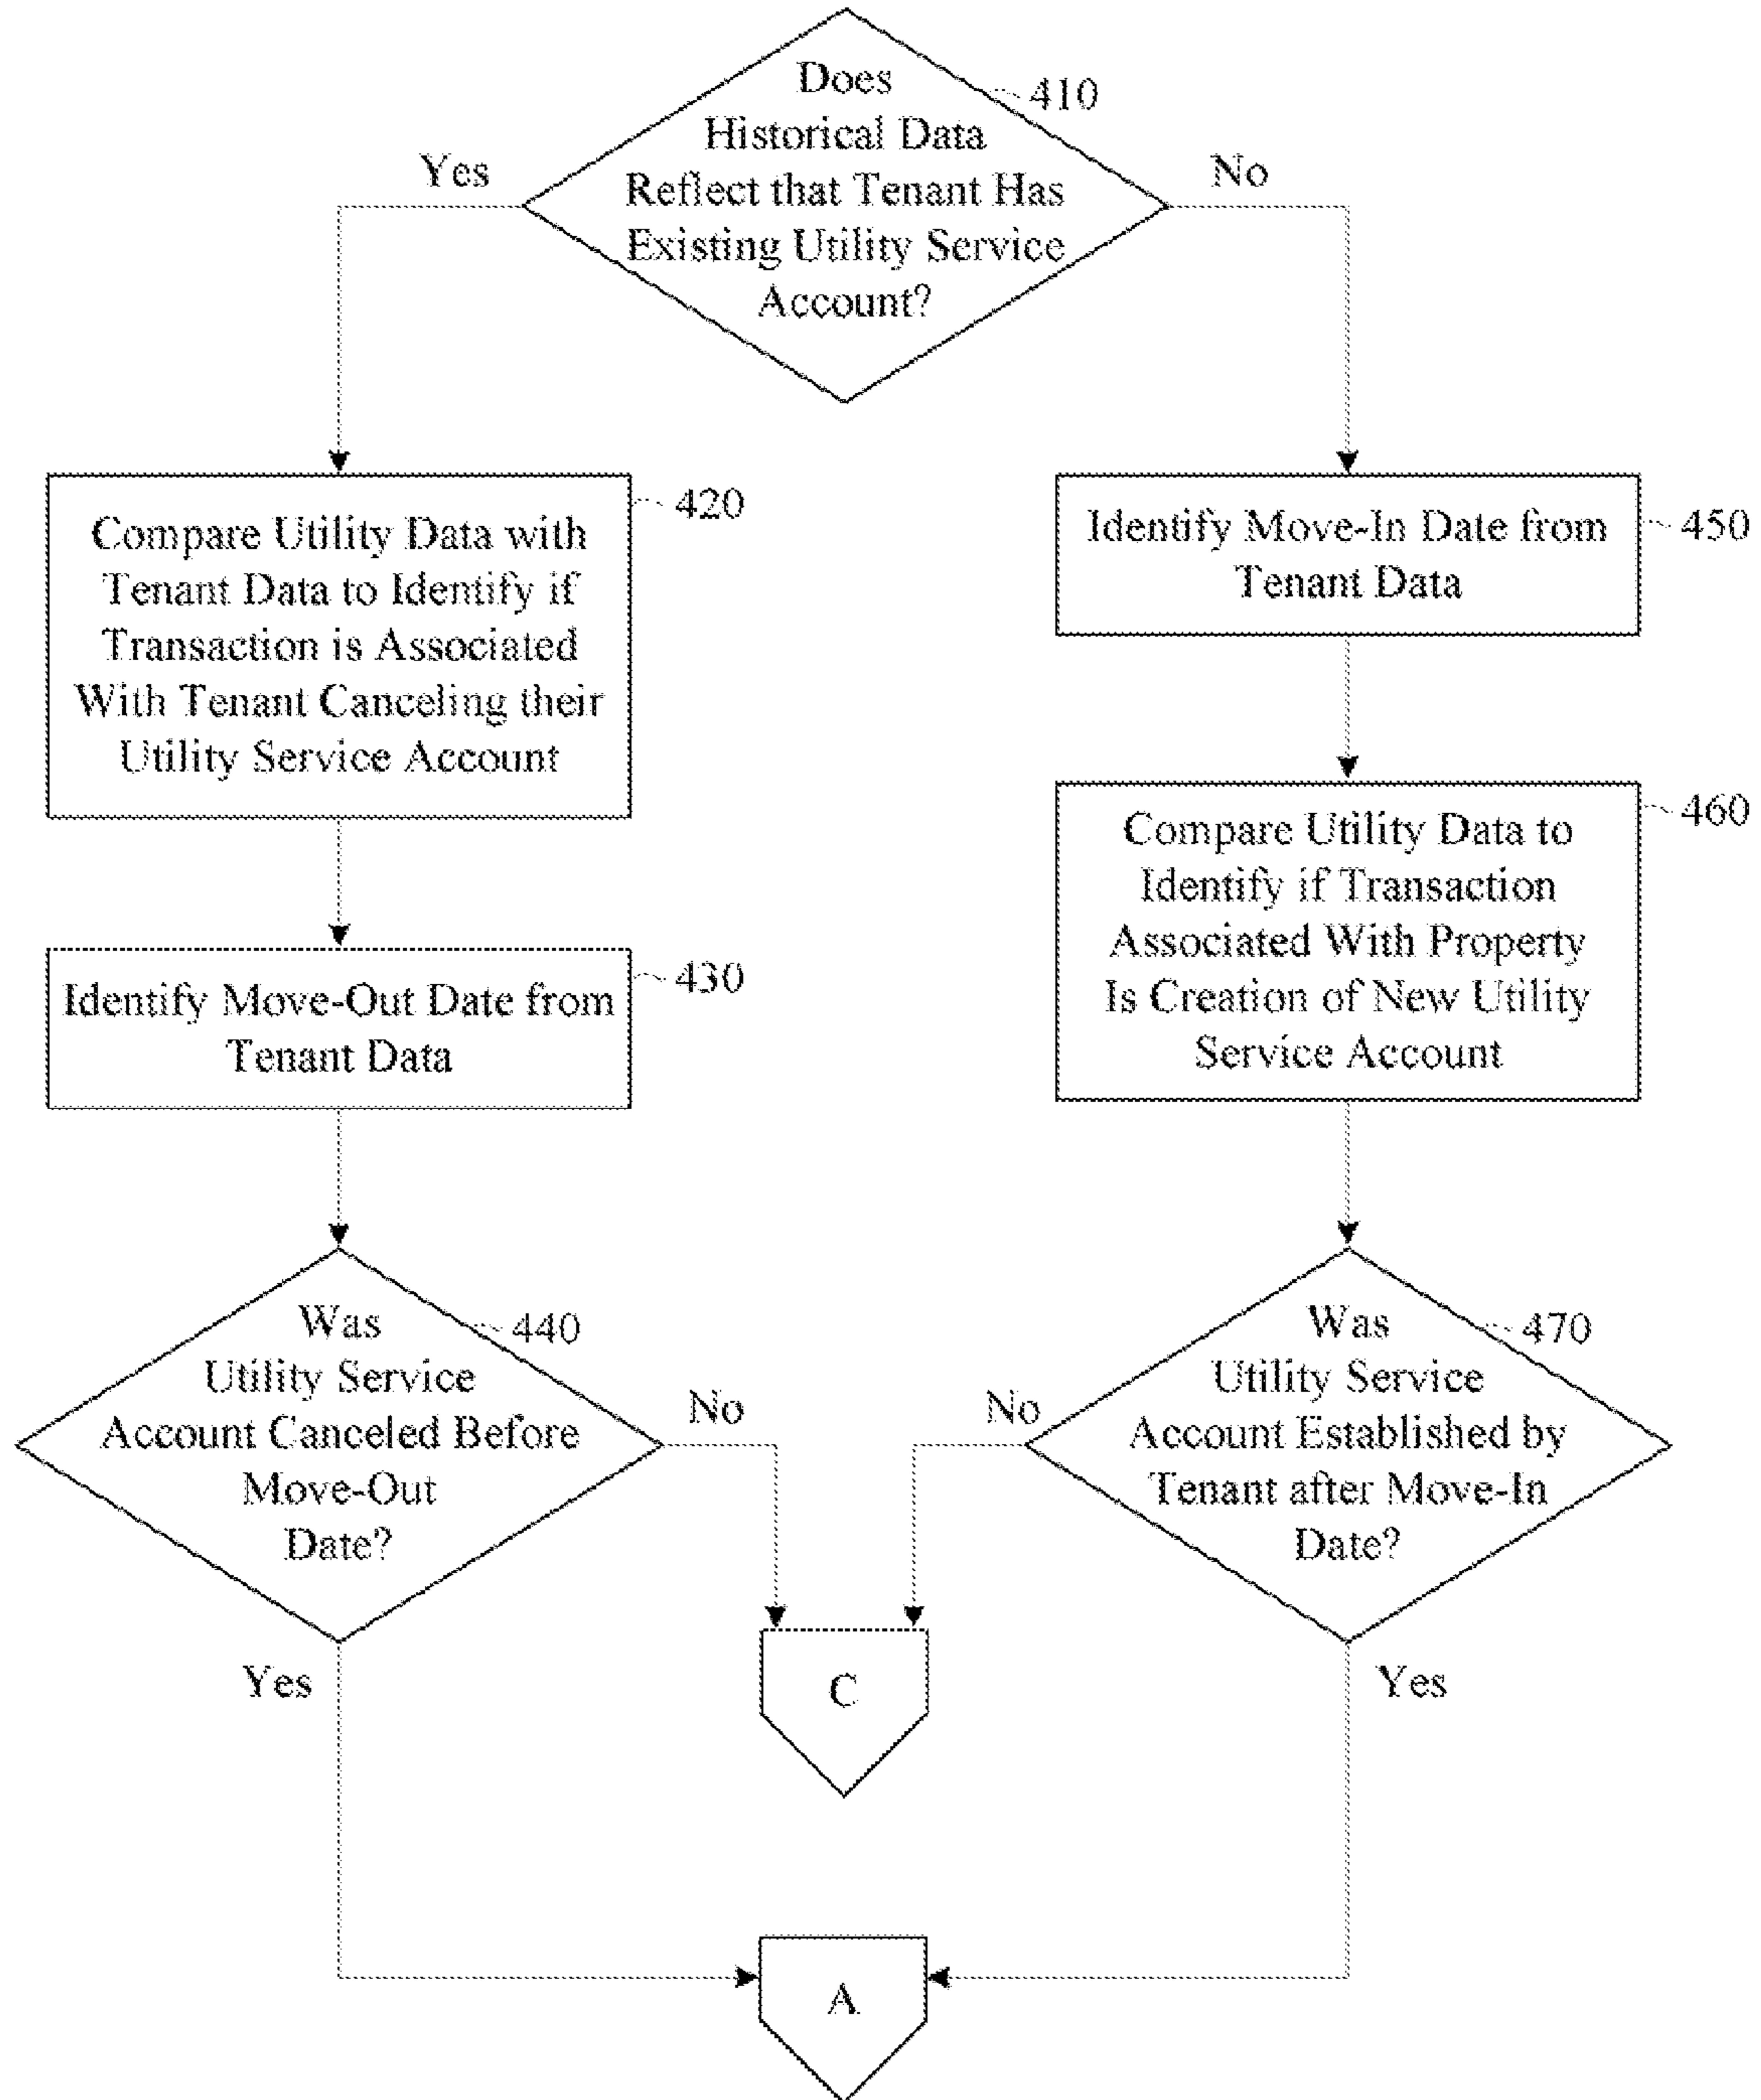 Does
Historical Data
Reflect that Tenant Has
Existing Utility Service
Account?
410
Yes
No
Compare Utility Data with
Tenant Data to Identify if
Transaction is Associated
With Tenant Canceling their
Utility Service Account
420
Identify Move-Out Date from
Tenant Data
430
Was
Utility Service
Account Canceled Before
Move-Out
Date?
440
No
Yes
Identify Move-In Date from
Tenant Data
450
Compare Utility Data to
Identify if Transaction
Associated With Property
Is Creation of New Utility
Service Account
460
Was
Utility Service
Account Established by
Tenant after Move-In
Date?
470
No
Yes
C
A